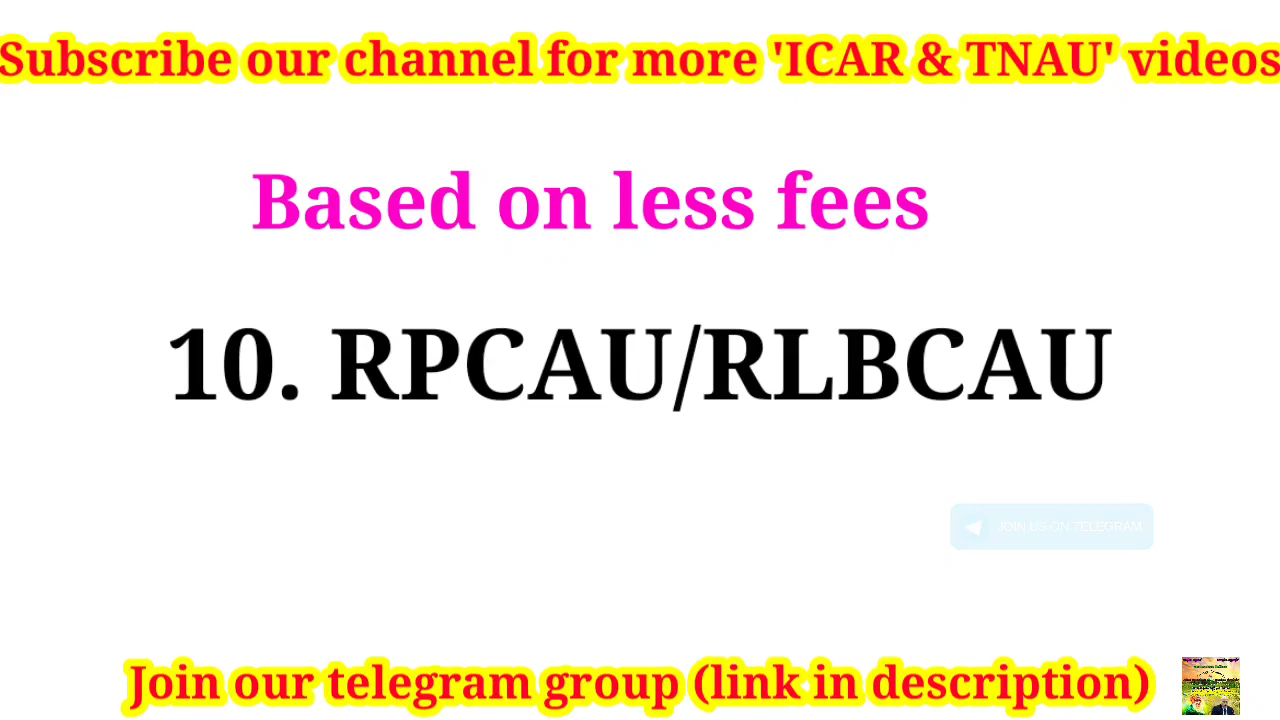 Subscribe our channel for more 'ICAR & TNAU' videos
Based on less fees
10. RPCAU/RLBCAU
JOIN US ON TELEGRAM
Join our telegram group (link in description)